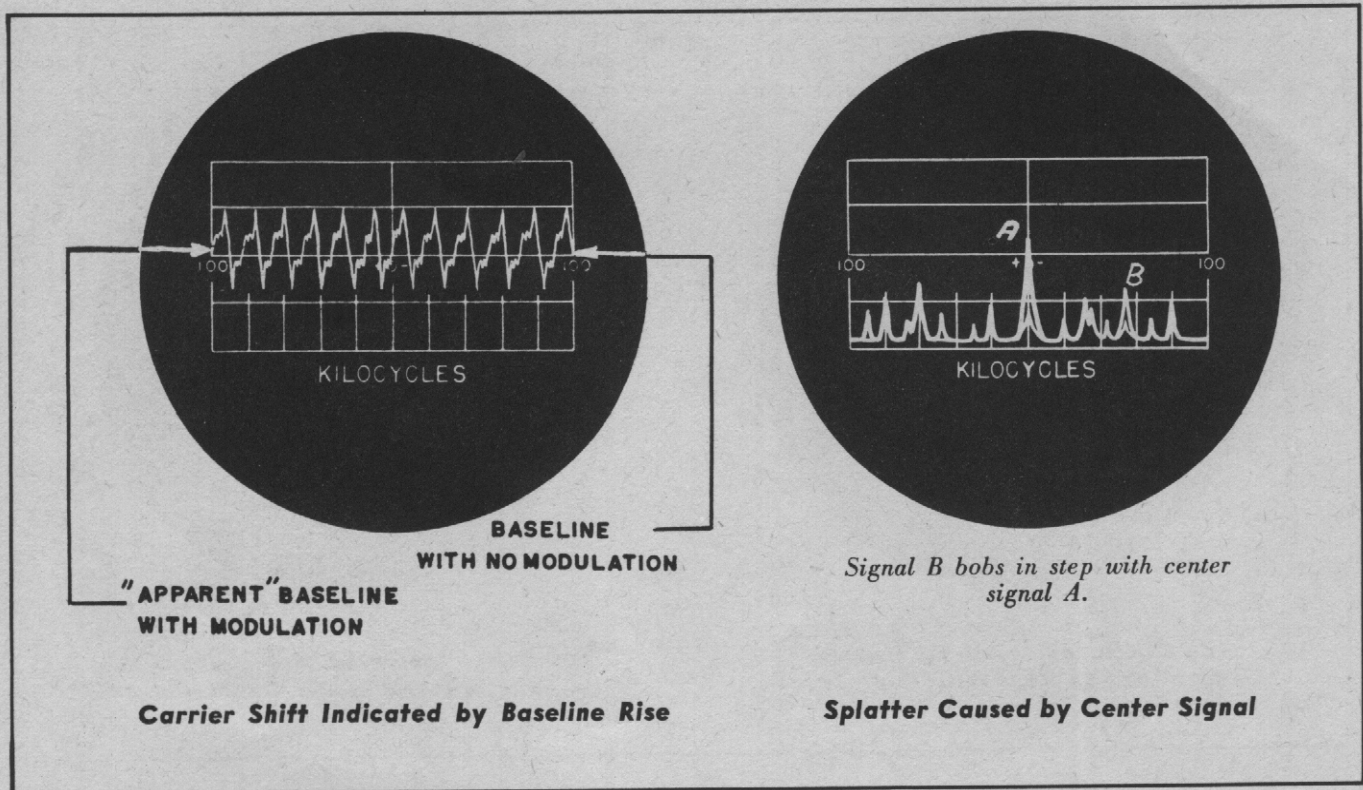 100 100
KILOCYCLES
BASELINE
WITH NO MODULATION
"APPARENT" BASELINE
WITH MODULATION
Carrier Shift Indicated by Baseline Rise
A
100 + - 100
B
KILOCYCLES
Signal B bobs in step with center
signal A.
Splatter Caused by Center Signal